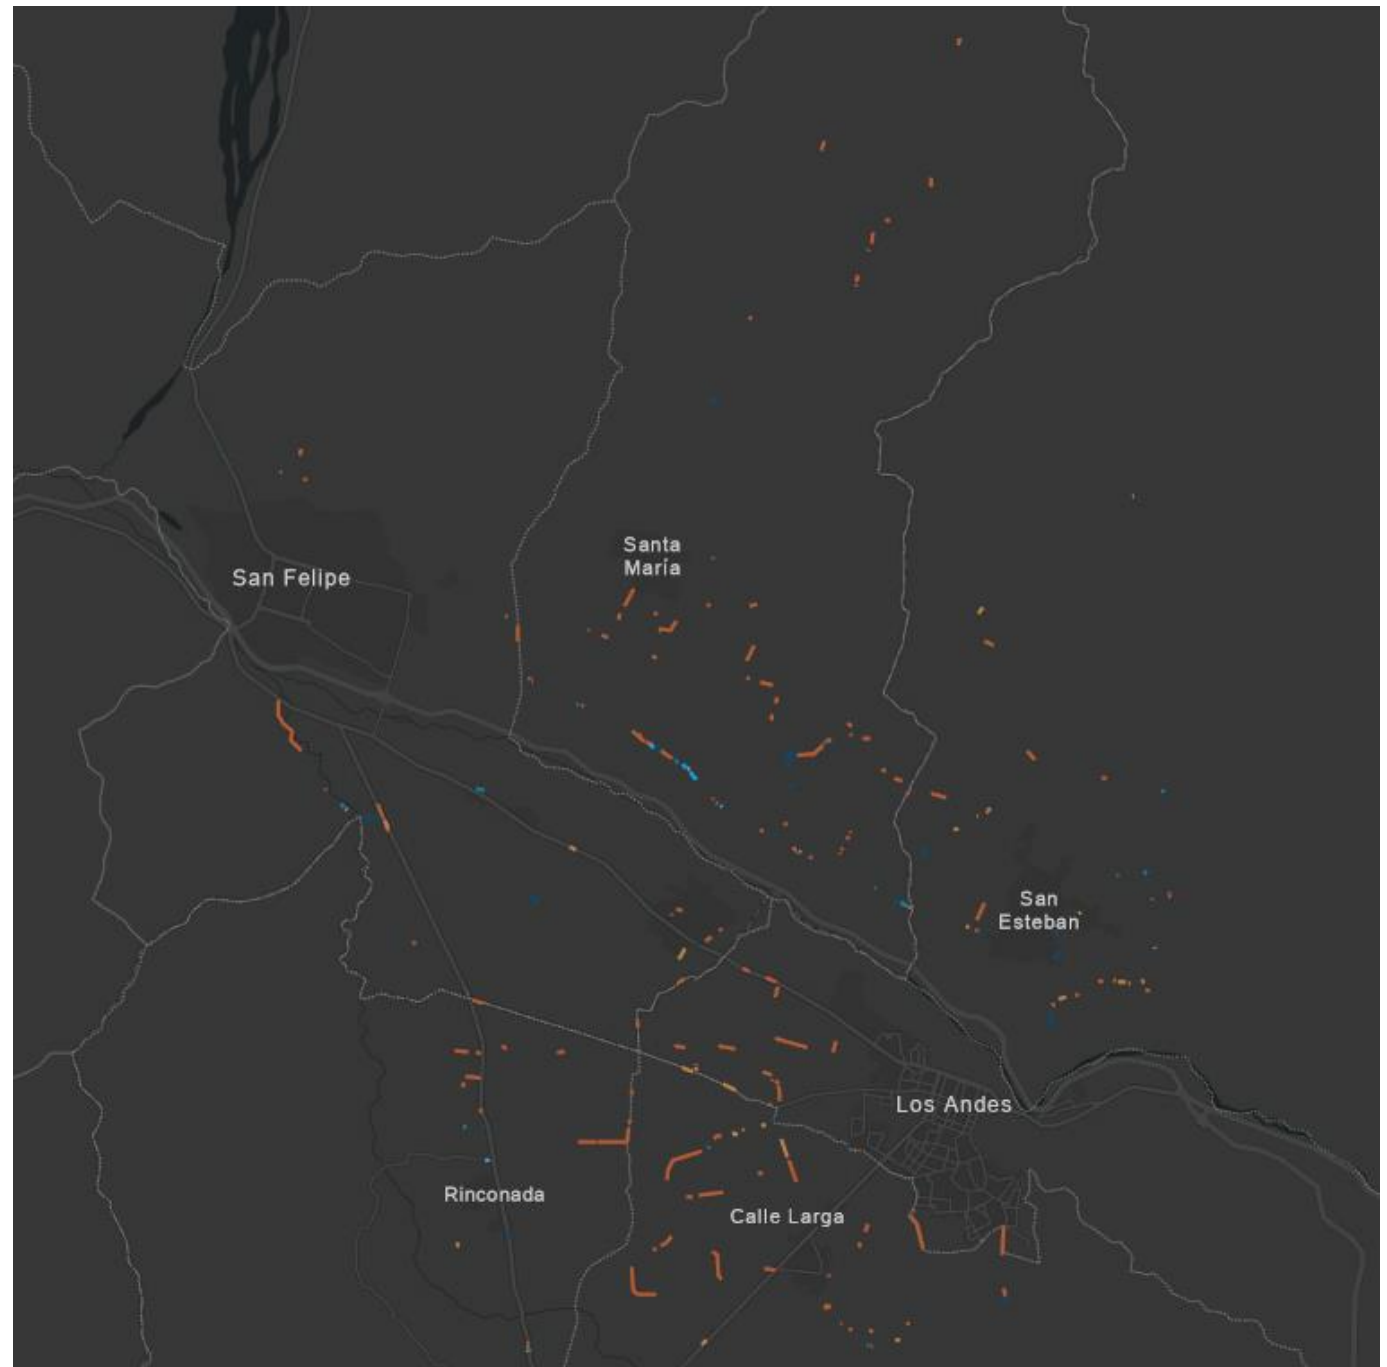 Santa
María
San Felipe
San
Esteban
Los Andes
Rinconada
Calle Larga